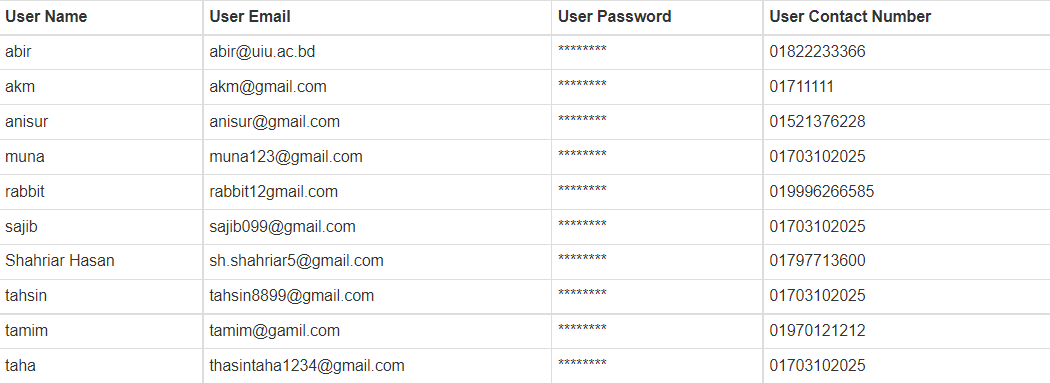 User Name User Email User Password User Contact Number
abir abir@uiu.ac.bd ******** 01822233366
akm akm@gmail.com ******** 01711111
anisur anisur@gmail.com ******** 01521376228
muna muna123@gmail.com ******** 01703102025
rabbit rabbit12gmail.com ******** 019996266585
sajib sajib099@gmail.com ******** 01703102025
Shahriar Hasan sh.shahriar5@gmail.com ******** 01797713600
tahsin tahsin8899@gmail.com ******** 01703102025
tamim tamim@gamil.com ******** 01970121212
taha thasintaha1234@gmail.com ******** 01703102025